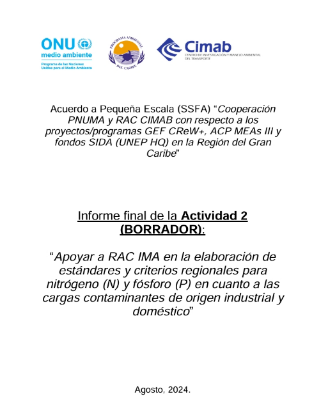 ONU
medio ambiente
Programa de las Naciones
Unidas para el Medio Ambiente
Cimab
Acuerdo a Pequeña Escala (SSFA) “Cooperación
PNUMA y RAC CIMAB con respecto a los
proyectos/programas GEF CReW+, ACP MEAs III y
fondos SIDA (UNEP HQ) en la Región del Gran
Caribe”
Informe final de la Actividad 2
(BORRADOR):
“Apoyar a RAC IMA en la elaboración de
estándares y criterios regionales para
nitrógeno (N) y fósforo (P) en cuanto a las
cargas contaminantes de origen industrial y
doméstico”
Agosto, 2024.